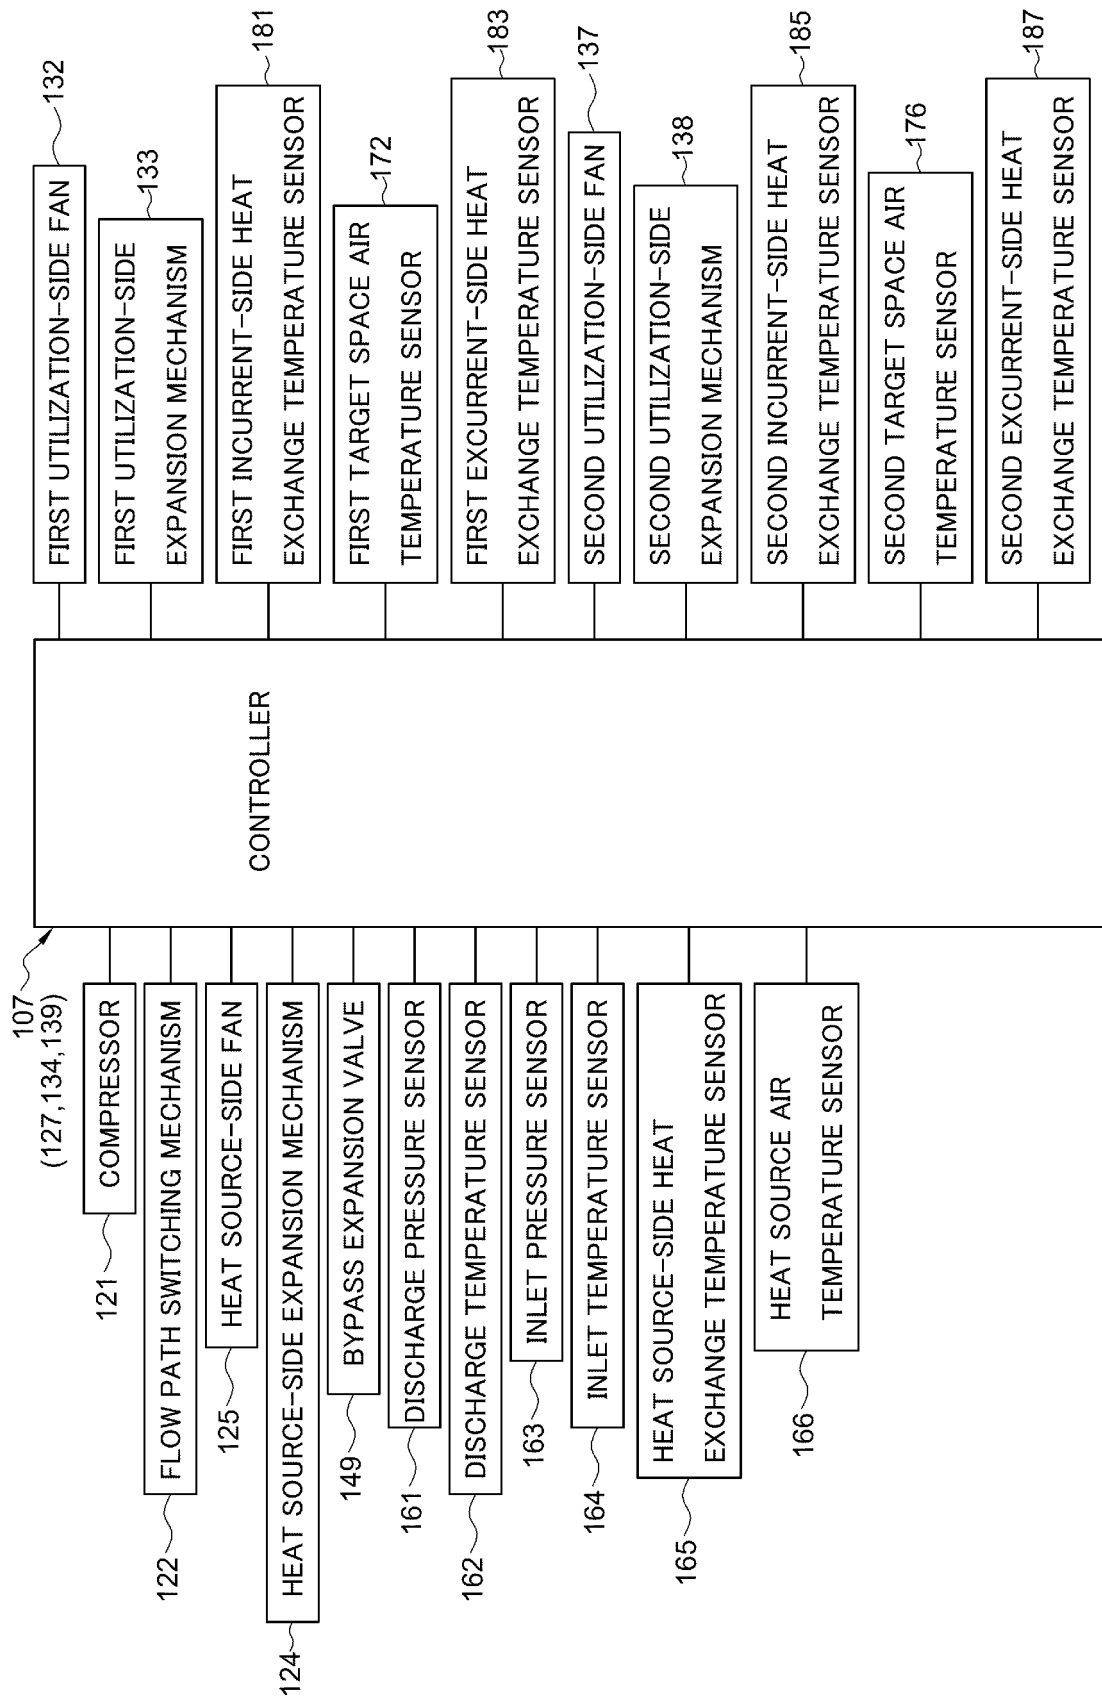 107
(127,134,139)
CONTROLLER
121
COMPRESSOR
122
FLOW PATH SWITCHING MECHANISM
125
HEAT SOURCE-SIDE FAN
124
HEAT SOURCE-SIDE EXPANSION MECHANISM
149
BYPASS EXPANSION VALVE
161
DISCHARGE PRESSURE SENSOR
162
DISCHARGE TEMPERATURE SENSOR
163
INLET PRESSURE SENSOR
164
INLET TEMPERATURE SENSOR
165
HEAT SOURCE-SIDE HEAT
EXCHANGE TEMPERATURE SENSOR
166
HEAT SOURCE AIR
TEMPERATURE SENSOR
FIRST UTILIZATION-SIDE FAN
132
FIRST UTILIZATION-SIDE
EXPANSION MECHANISM
133
FIRST INCURRENT-SIDE HEAT
EXCHANGE TEMPERATURE SENSOR
181
FIRST TARGET SPACE AIR
TEMPERATURE SENSOR
172
FIRST EXCURRENT-SIDE HEAT
EXCHANGE TEMPERATURE SENSOR
183
SECOND UTILIZATION-SIDE FAN
137
SECOND UTILIZATION-SIDE
EXPANSION MECHANISM
138
SECOND INCURRENT-SIDE HEAT
EXCHANGE TEMPERATURE SENSOR
185
SECOND TARGET SPACE AIR
TEMPERATURE SENSOR
176
SECOND EXCURRENT-SIDE HEAT
EXCHANGE TEMPERATURE SENSOR
187